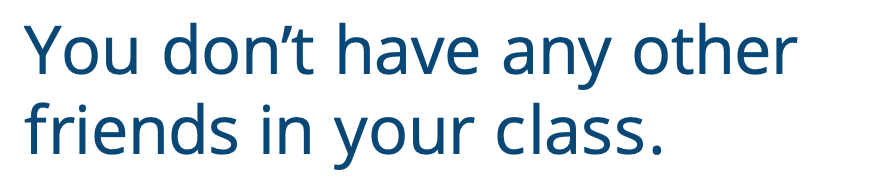 You don’t have any other
friends in your class.